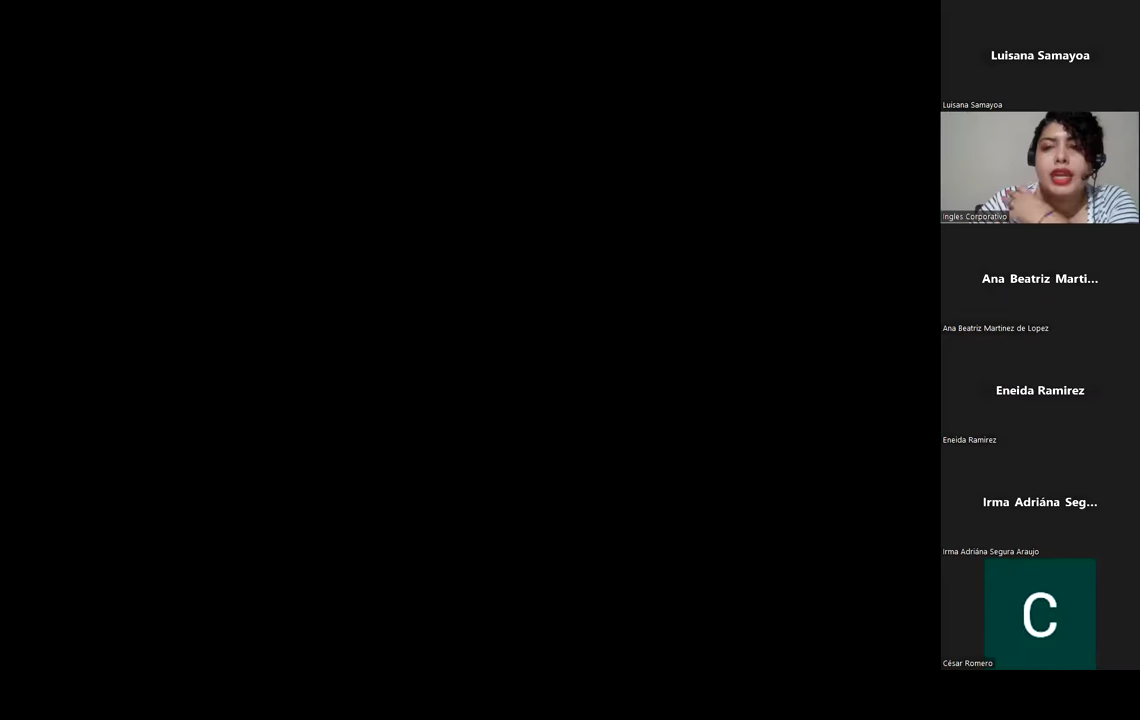 Luisana Samayoa
Luisana Samayoa
Ingles Corporativo
Ana Beatriz Marti...
Ana Beatriz Martinez de Lopez
Eneida Ramirez
Eneida Ramirez
Irma Adriána Seg...
Irma Adriána Segura Araujo
C
César Romero